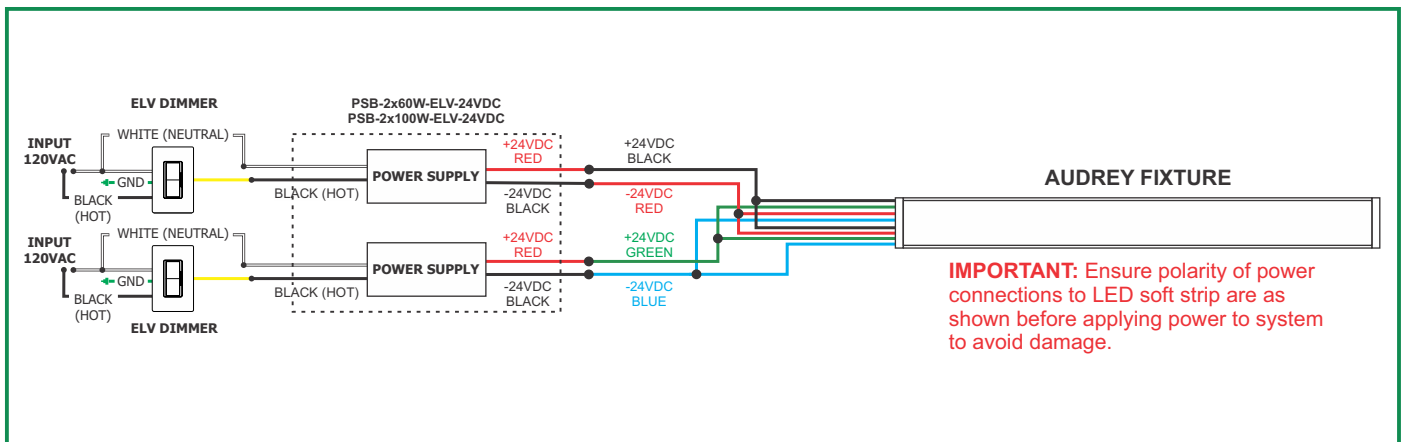 ELV DIMMER
PSB-2x60W-ELV-24VDC
PSB-2x100W-ELV-24VDC
INPUT
120VAC
WHITE (NEUTRAL)
GND
BLACK
(HOT)
BLACK (HOT)
POWER SUPPLY
+24VDC
RED
-24VDC
BLACK
+24VDC
BLACK
-24VDC
RED
AUDREY FIXTURE
INPUT
120VAC
WHITE (NEUTRAL)
GND
BLACK
(HOT)
ELV DIMMER
BLACK (HOT)
POWER SUPPLY
+24VDC
RED
-24VDC
BLACK
+24VDC
GREEN
-24VDC
BLUE
IMPORTANT: Ensure polarity of power
connections to LED soft strip are as
shown before applying power to system
to avoid damage.